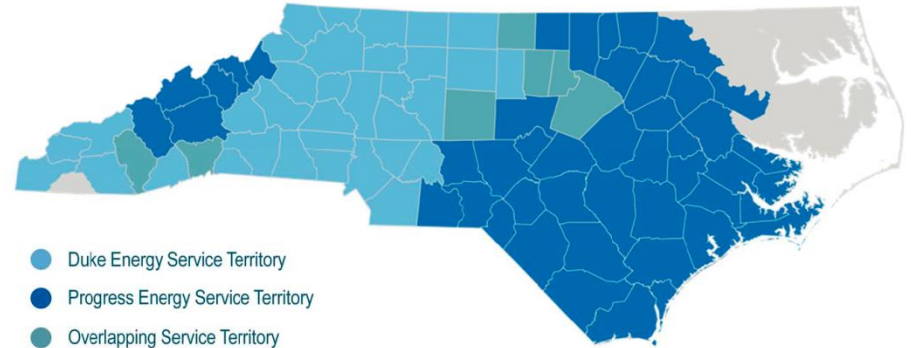 Duke Energy Service Territory
Progress Energy Service Territory
Overlapping Service Territory